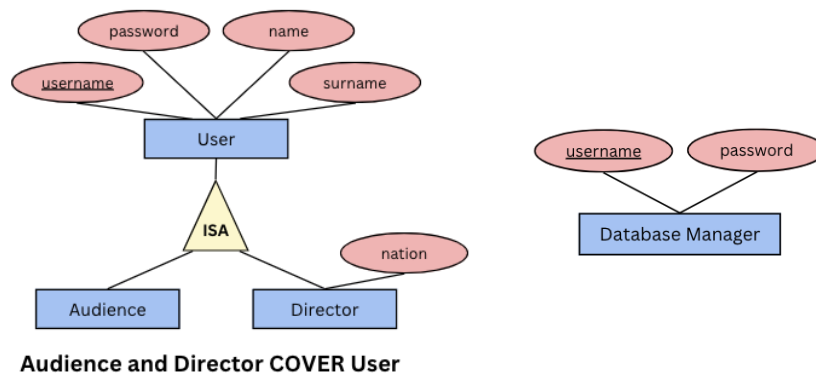 password
name
username
surname
User
username
password
ISA
Database Manager
nation
Audience
Director
Audience and Director COVER User